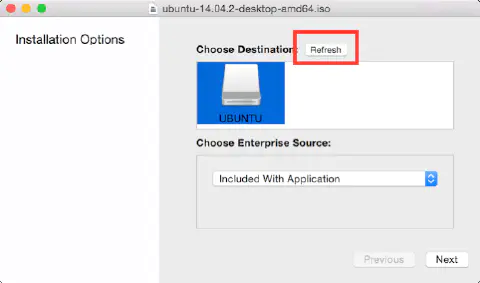 ubuntu-14.04.2-desktop-amd64.iso
Installation Options
Choose Destination: Refresh
UBUNTU
Choose Enterprise Source:
Included With Application
Previous Next